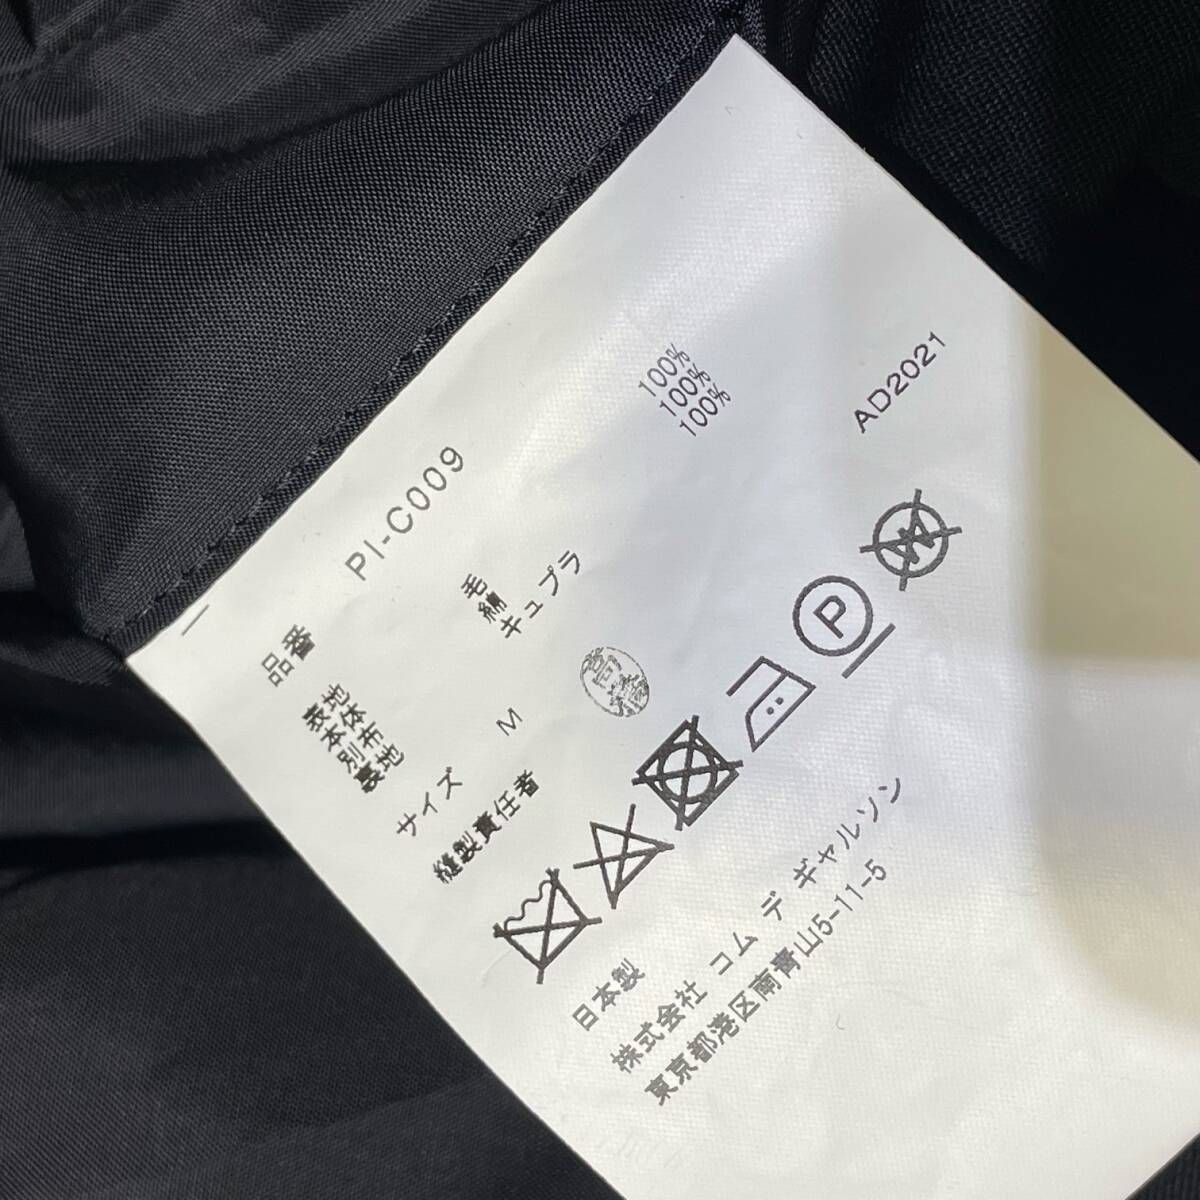 品番 PI-C009
表地
本体 毛 100%
別布 綿 100%
裏地 キュプラ 100%
サイズ M
縫製責任者 高橋
AD2021
P
W
日本製
株式会社 コム デ ギャルソン
東京都港区南青山5-11-5